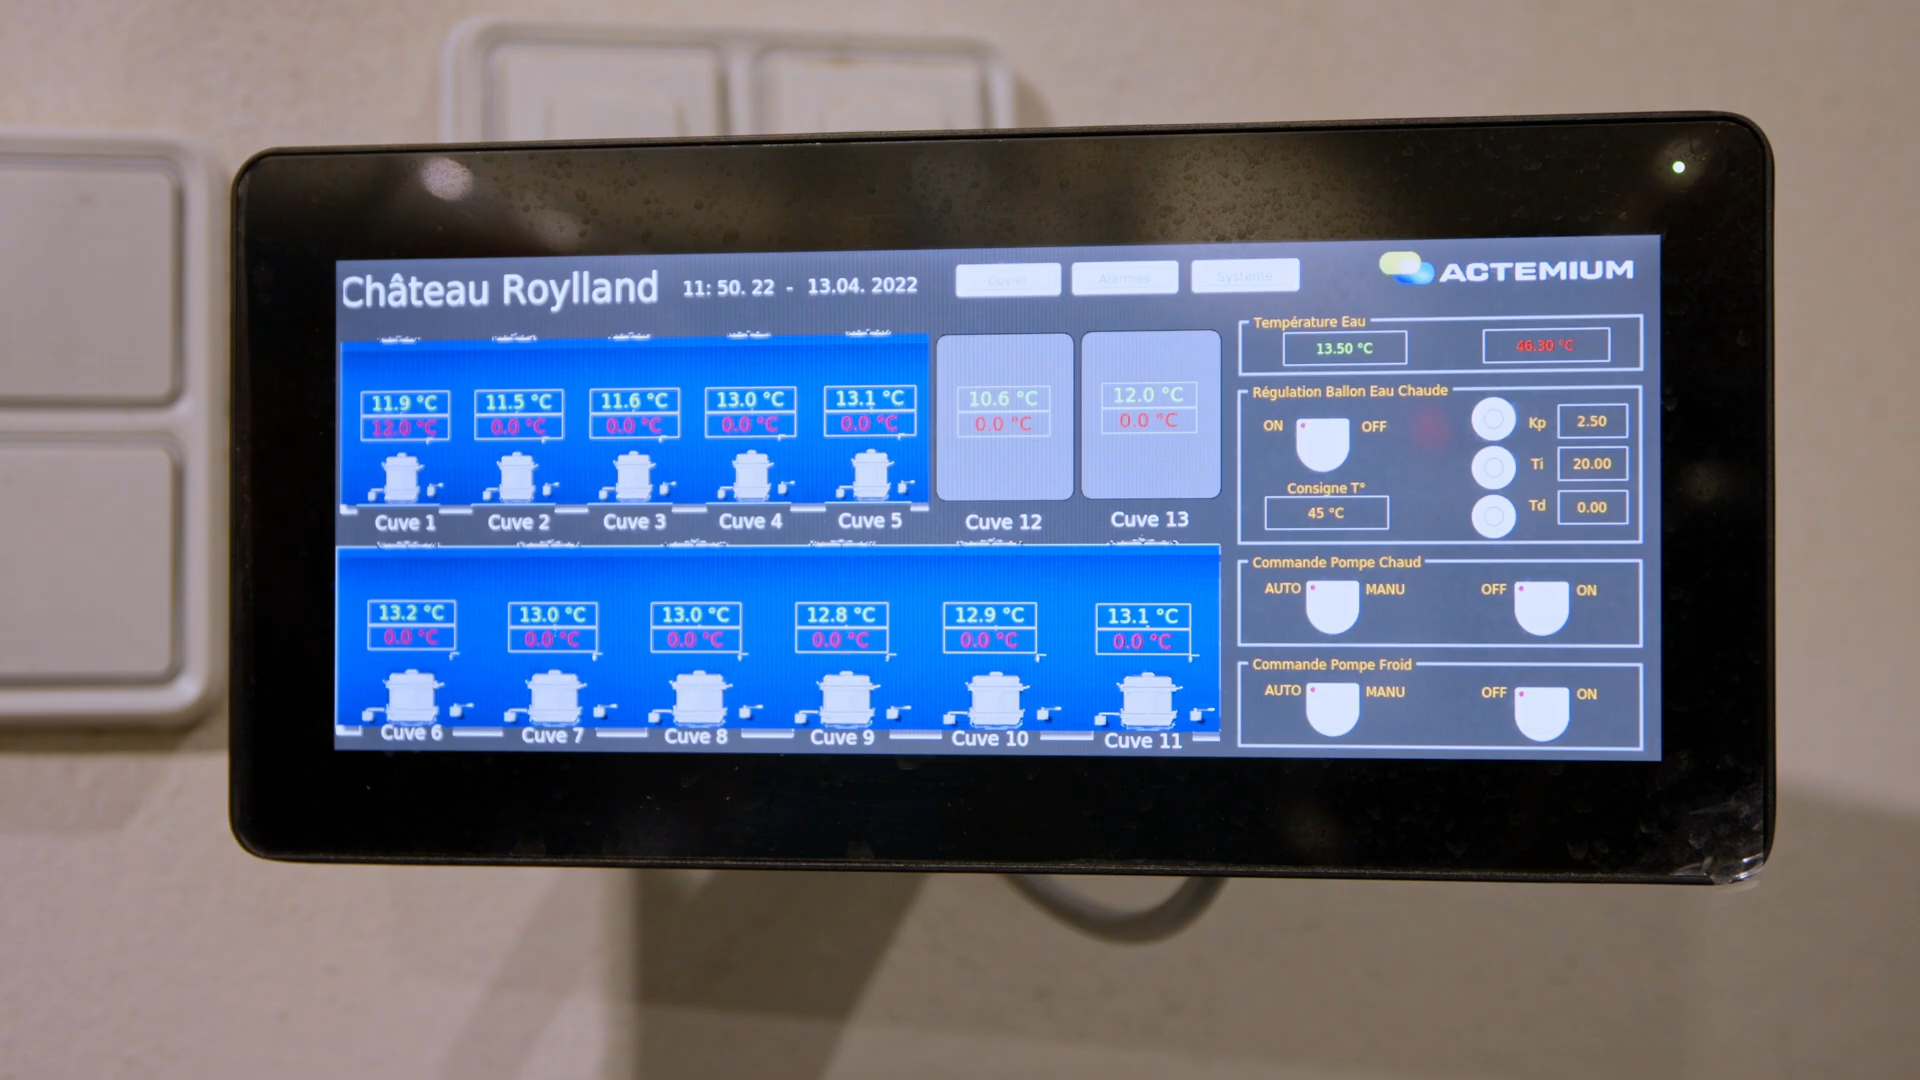 Château Roylland 11: 50. 22 - 13.04. 2022
Cuvier Alarmes Système
ACTEMIUM
11.9 °C 11.5 °C 11.6 °C 13.0 °C 13.1 °C 10.6 °C 12.0 °C
12.0 °C 0.0 °C 0.0 °C 0.0 °C 0.0 °C 0.0 °C 0.0 °C
Cuve 1 Cuve 2 Cuve 3 Cuve 4 Cuve 5 Cuve 12 Cuve 13
13.2 °C 13.0 °C 13.0 °C 12.8 °C 12.9 °C 13.1 °C
0.0 °C 0.0 °C 0.0 °C 0.0 °C 0.0 °C 0.0 °C
Cuve 6 Cuve 7 Cuve 8 Cuve 9 Cuve 10 Cuve 11
Température Eau
13.50 °C 46.30 °C
Régulation Ballon Eau Chaude
ON OFF Kp 2.50
Ti 20.00
Consigne T°
45 °C Td 0.00
Commande Pompe Chaud
AUTO MANU OFF ON
Commande Pompe Froid
AUTO MANU OFF ON